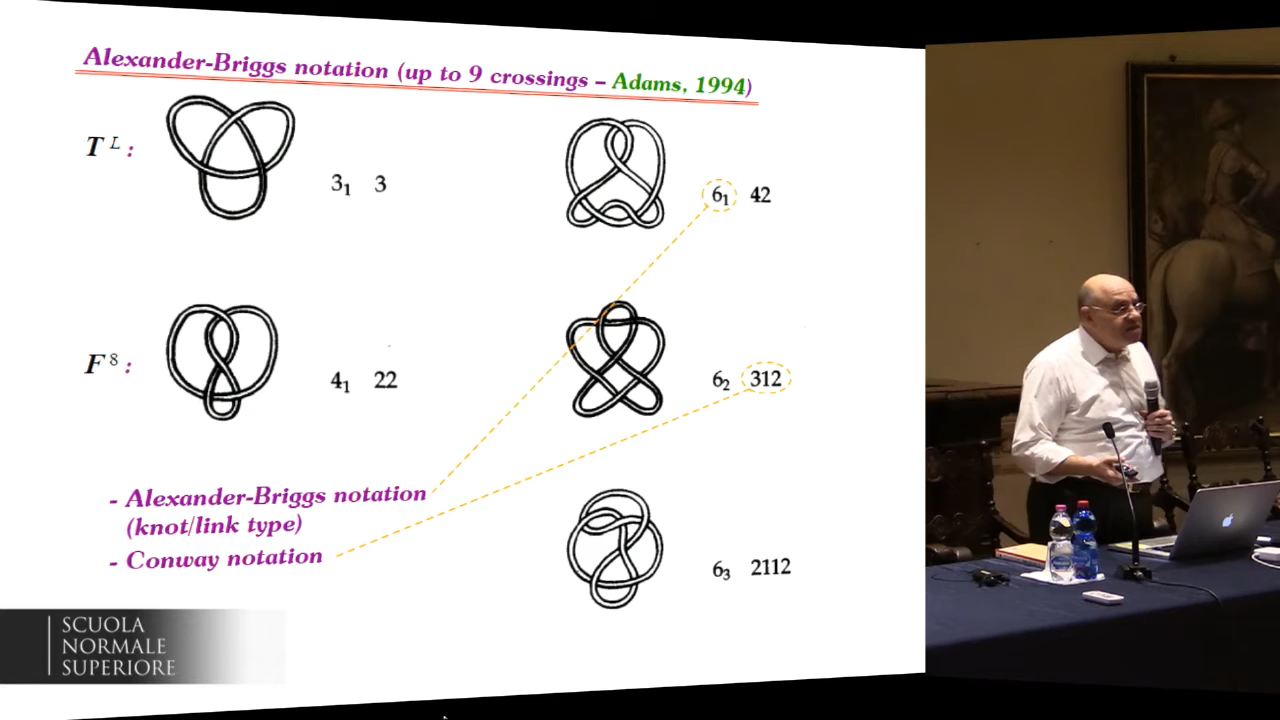 Alexander-Briggs notation (up to 9 crossings – Adams, 1994)
T L :
3₁ 3
6₁ 42
F 8 :
4₁ 22
6₂ 312
- Alexander-Briggs notation
(knot/link type)
- Conway notation
6₃ 2112
SCUOLA
NORMALE
SUPERIORE